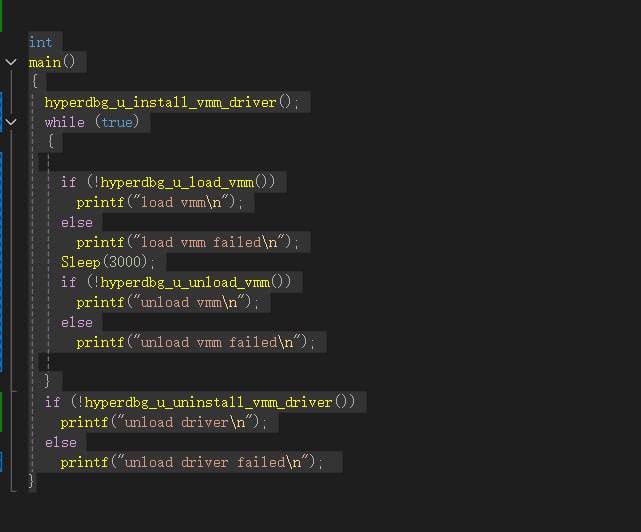 int
main()
{
hyperdbg_u_install_vmm_driver();
while (true)
{
if (!hyperdbg_u_load_vmm())
printf("load vmm\n");
else
printf("load vmm failed\n");
Sleep(3000);
if (!hyperdbg_u_unload_vmm())
printf("unload vmm\n");
else
printf("unload vmm failed\n");
}
if (!hyperdbg_u_uninstall_vmm_driver())
printf("unload driver\n");
else
printf("unload driver failed\n");
}